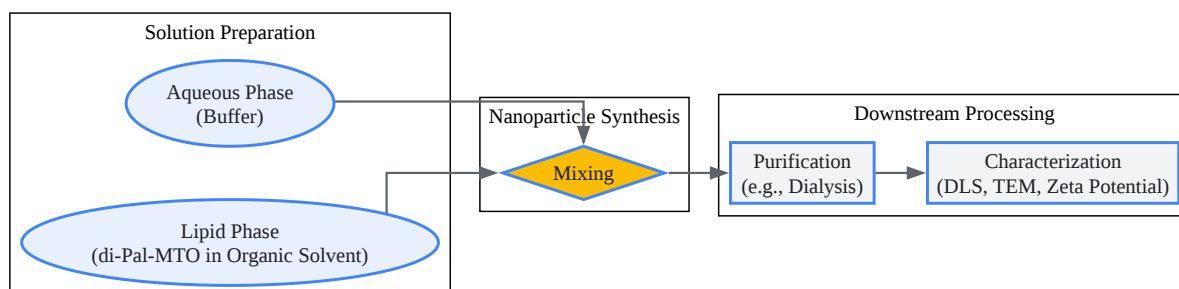 Solution Preparation
Aqueous Phase
(Buffer)
Lipid Phase
(di-Pal-MTO in Organic Solvent)
Nanoparticle Synthesis
Mixing
Downstream Processing
Purification
(e.g., Dialysis)
Characterization
(DLS, TEM, Zeta Potential)